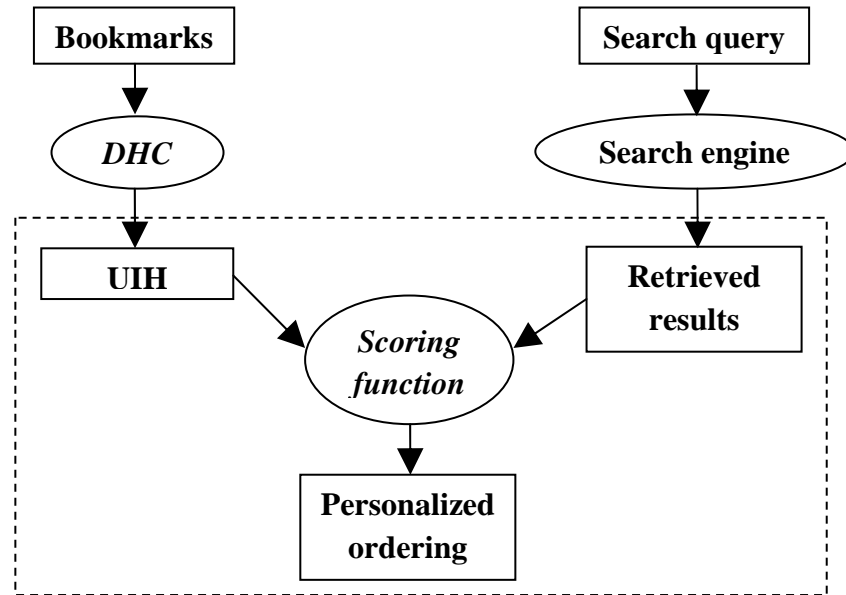 Bookmarks
Search query
DHC
Search engine
UIH
Retrieved
results
Scoring
function
Personalized
ordering